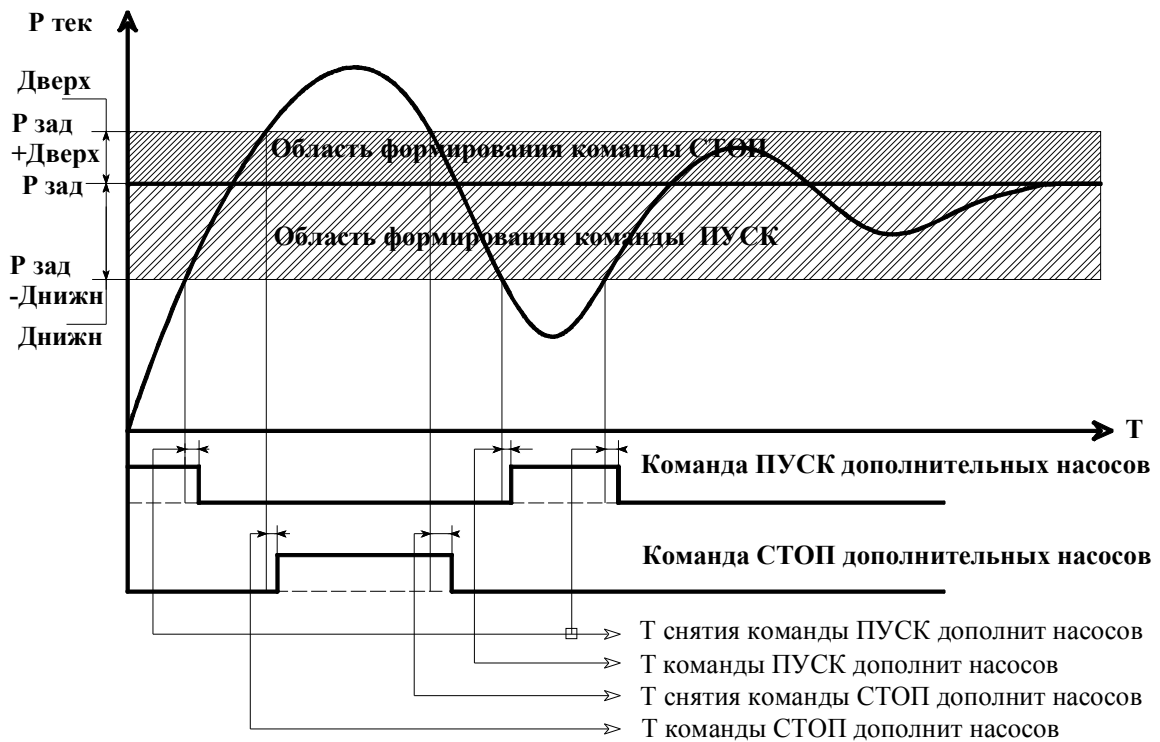 Р тек
Дверх
Р зад
+Дверх
Р зад
Р зад
-Днижн
Днижн
Область формирования команды СТОП
Область формирования команды ПУСК
Т
Команда ПУСК дополнительных насосов
Команда СТОП дополнительных насосов
Т снятия команды ПУСК дополнит насосов
Т команды ПУСК дополнит насосов
Т снятия команды СТОП дополнит насосов
Т команды СТОП дополнит насосов